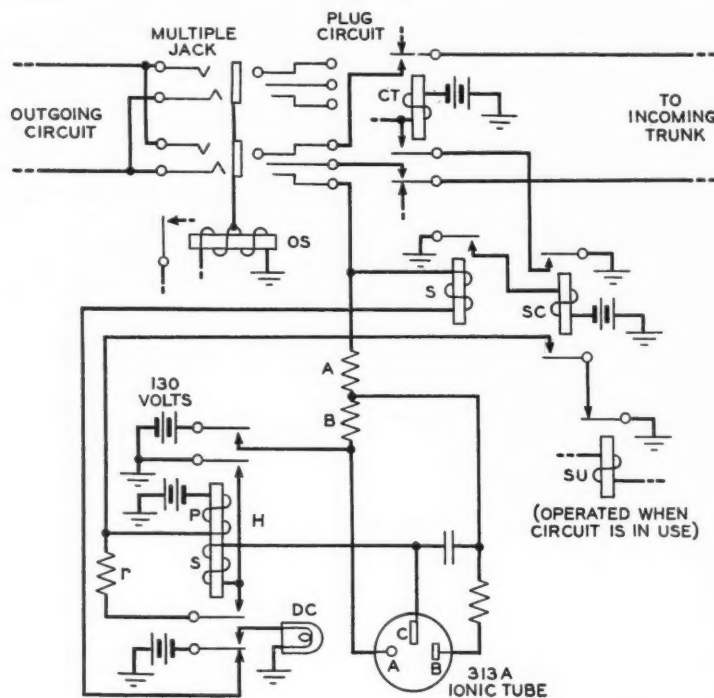 MULTIPLE
JACK
PLUG
CIRCUIT
OUTGOING
CIRCUIT
CT
TO
INCOMING
TRUNK
OS
S
SC
A
130
VOLTS
B
SU
(OPERATED WHEN
CIRCUIT IS IN USE)
P
H
S
r
DC
C
A
B
313A
IONIC TUBE